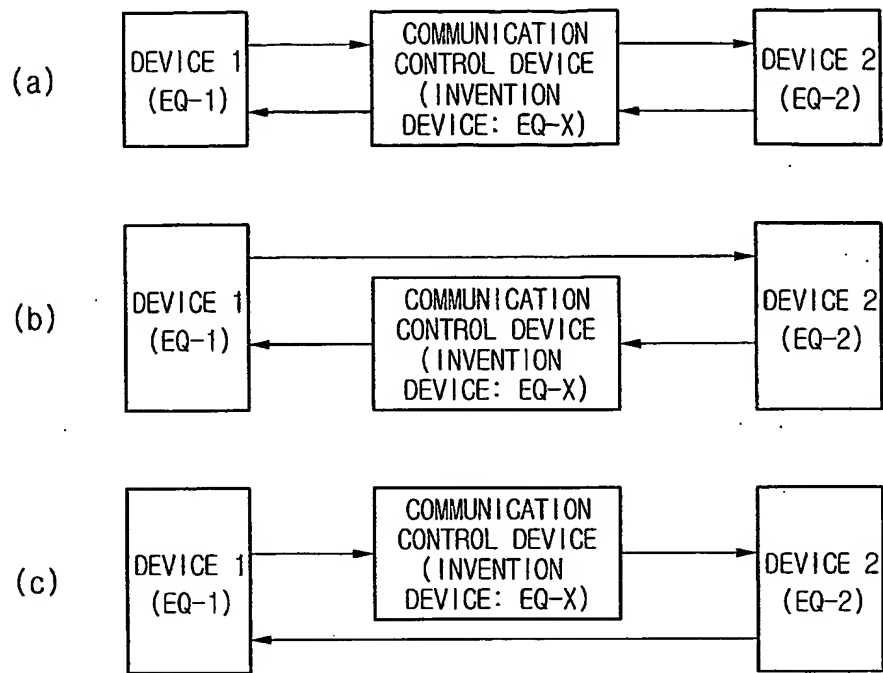 (a)
DEVICE 1
(EQ-1)
COMMUNICATION
CONTROL DEVICE
(INVENTION
DEVICE: EQ-X)
DEVICE 2
(EQ-2)
(b)
DEVICE 1
(EQ-1)
COMMUNICATION
CONTROL DEVICE
(INVENTION
DEVICE: EQ-X)
DEVICE 2
(EQ-2)
(c)
DEVICE 1
(EQ-1)
COMMUNICATION
CONTROL DEVICE
(INVENTION
DEVICE: EQ-X)
DEVICE 2
(EQ-2)